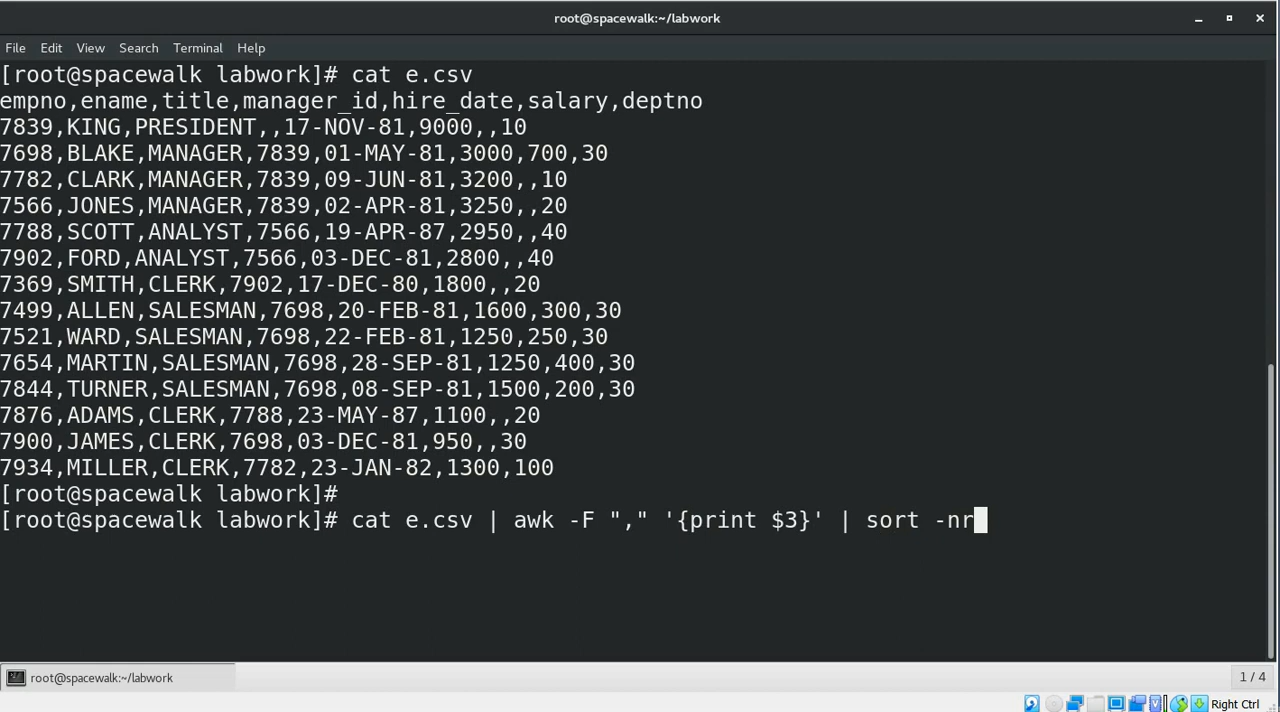 root@spacewalk:~/labwork
File Edit View Search Terminal Help
[root@spacewalk labwork]# cat e.csv
empno,ename,title,manager_id,hire_date,salary,deptno
7839,KING,PRESIDENT,,17-NOV-81,9000,,10
7698,BLAKE,MANAGER,7839,01-MAY-81,3000,700,30
7782,CLARK,MANAGER,7839,09-JUN-81,3200,,10
7566,JONES,MANAGER,7839,02-APR-81,3250,,20
7788,SCOTT,ANALYST,7566,19-APR-87,2950,,40
7902,FORD,ANALYST,7566,03-DEC-81,2800,,40
7369,SMITH,CLERK,7902,17-DEC-80,1800,,20
7499,ALLEN,SALESMAN,7698,20-FEB-81,1600,300,30
7521,WARD,SALESMAN,7698,22-FEB-81,1250,250,30
7654,MARTIN,SALESMAN,7698,28-SEP-81,1250,400,30
7844,TURNER,SALESMAN,7698,08-SEP-81,1500,200,30
7876,ADAMS,CLERK,7788,23-MAY-87,1100,,20
7900,JAMES,CLERK,7698,03-DEC-81,950,,30
7934,MILLER,CLERK,7782,23-JAN-82,1300,100
[root@spacewalk labwork]#
[root@spacewalk labwork]# cat e.csv | awk -F "," '{print $3}' | sort -nr
root@spacewalk:~/labwork
1 / 4
Right Ctrl